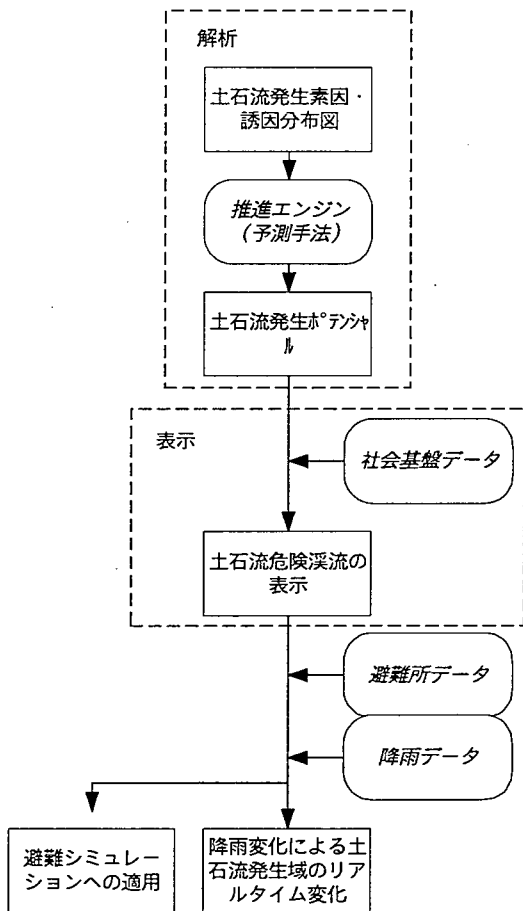 解析
土石流発生素因・
誘因分布図
推進エンジン
(予測手法)
土石流発生ポテンシャ
ル
表示
社会基盤データ
土石流危険渓流の
表示
避難所データ
降雨データ
避難シミュレー
ションへの適用
降雨変化による土
石流発生域のリア
ルタイム変化